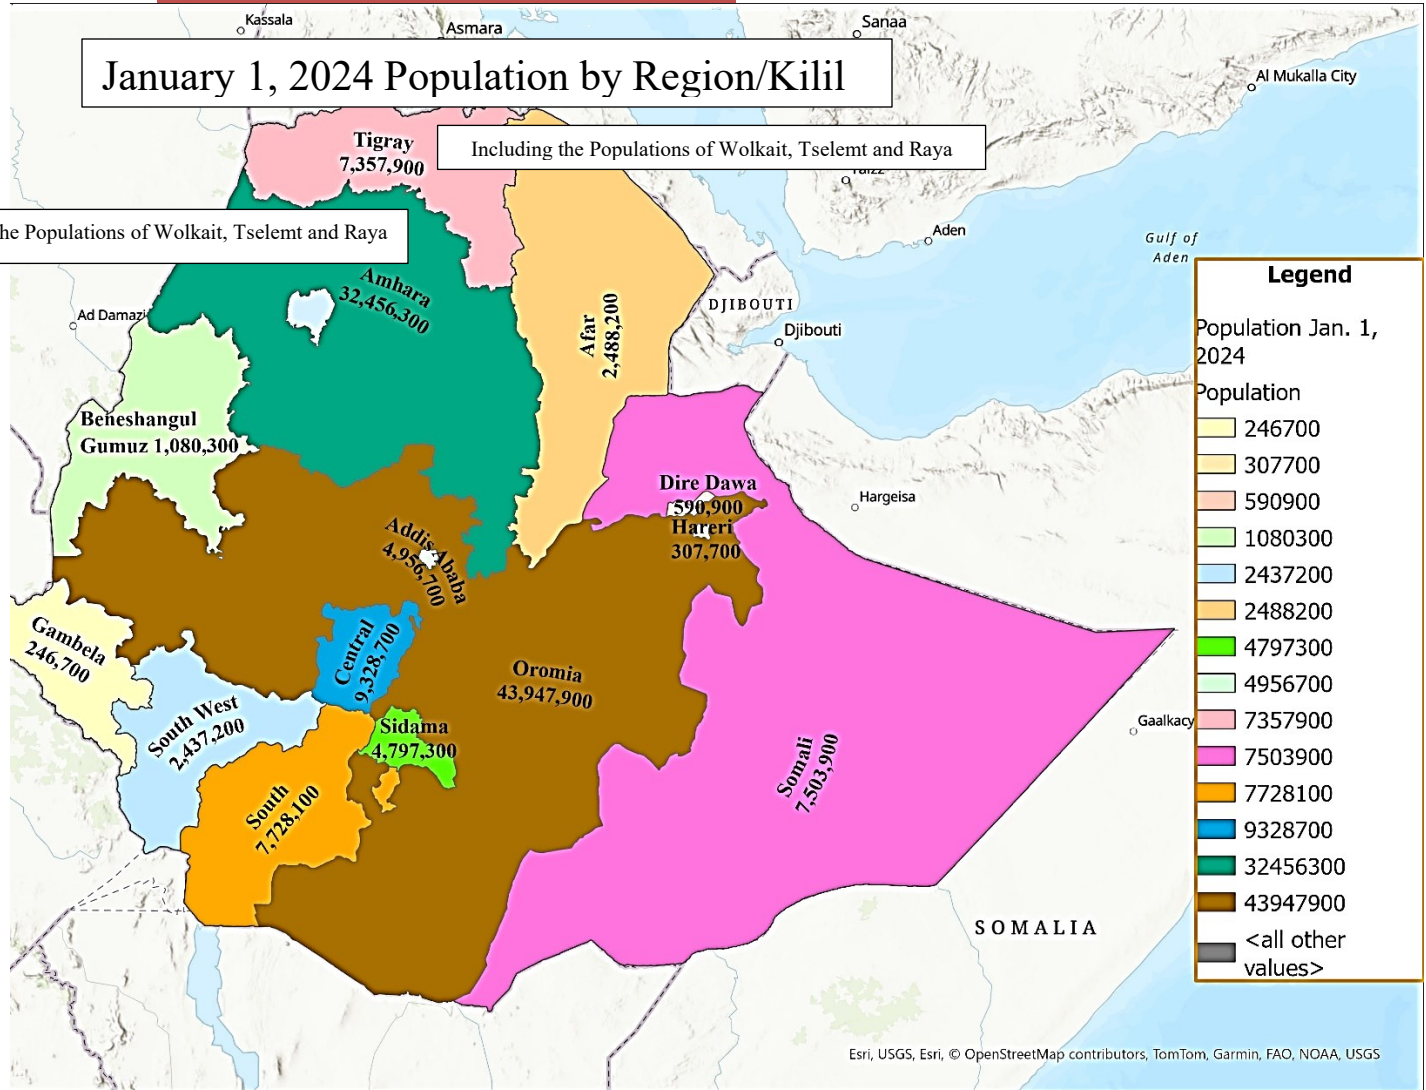 Kassala
Asmara
Sanaa
January 1, 2024 Population by Region/Kilil
Al Mukalla City
Tigray
7,357,900
Including the Populations of Wolkait, Tselemt and Raya
he Populations of Wolkait, Tselemt and Raya
Aden
Gulf of
Aden
Amhara
32,456,300
Ad Damazi
DJIBOUTI
Djibouti
Afar
2,488,200
Beneshangul
Gumuz 1,080,300
Dire Dawa
590,900
Hareri
307,700
Hargeisa
Addis Ababa
4,956,700
Gambela
246,700
Central
9,328,700
Oromia
43,947,900
South West
2,437,200
Sidama
4,797,300
South
7,728,100
Somali
7,503,900
Gaalkacy
SOMALIA
Legend
Population Jan. 1,
2024
Population
246700
307700
590900
1080300
2437200
2488200
4797300
4956700
7357900
7503900
7728100
9328700
32456300
43947900
<all other
values>
Esri, USGS, Esri, © OpenStreetMap contributors, TomTom, Garmin, FAO, NOAA, USGS